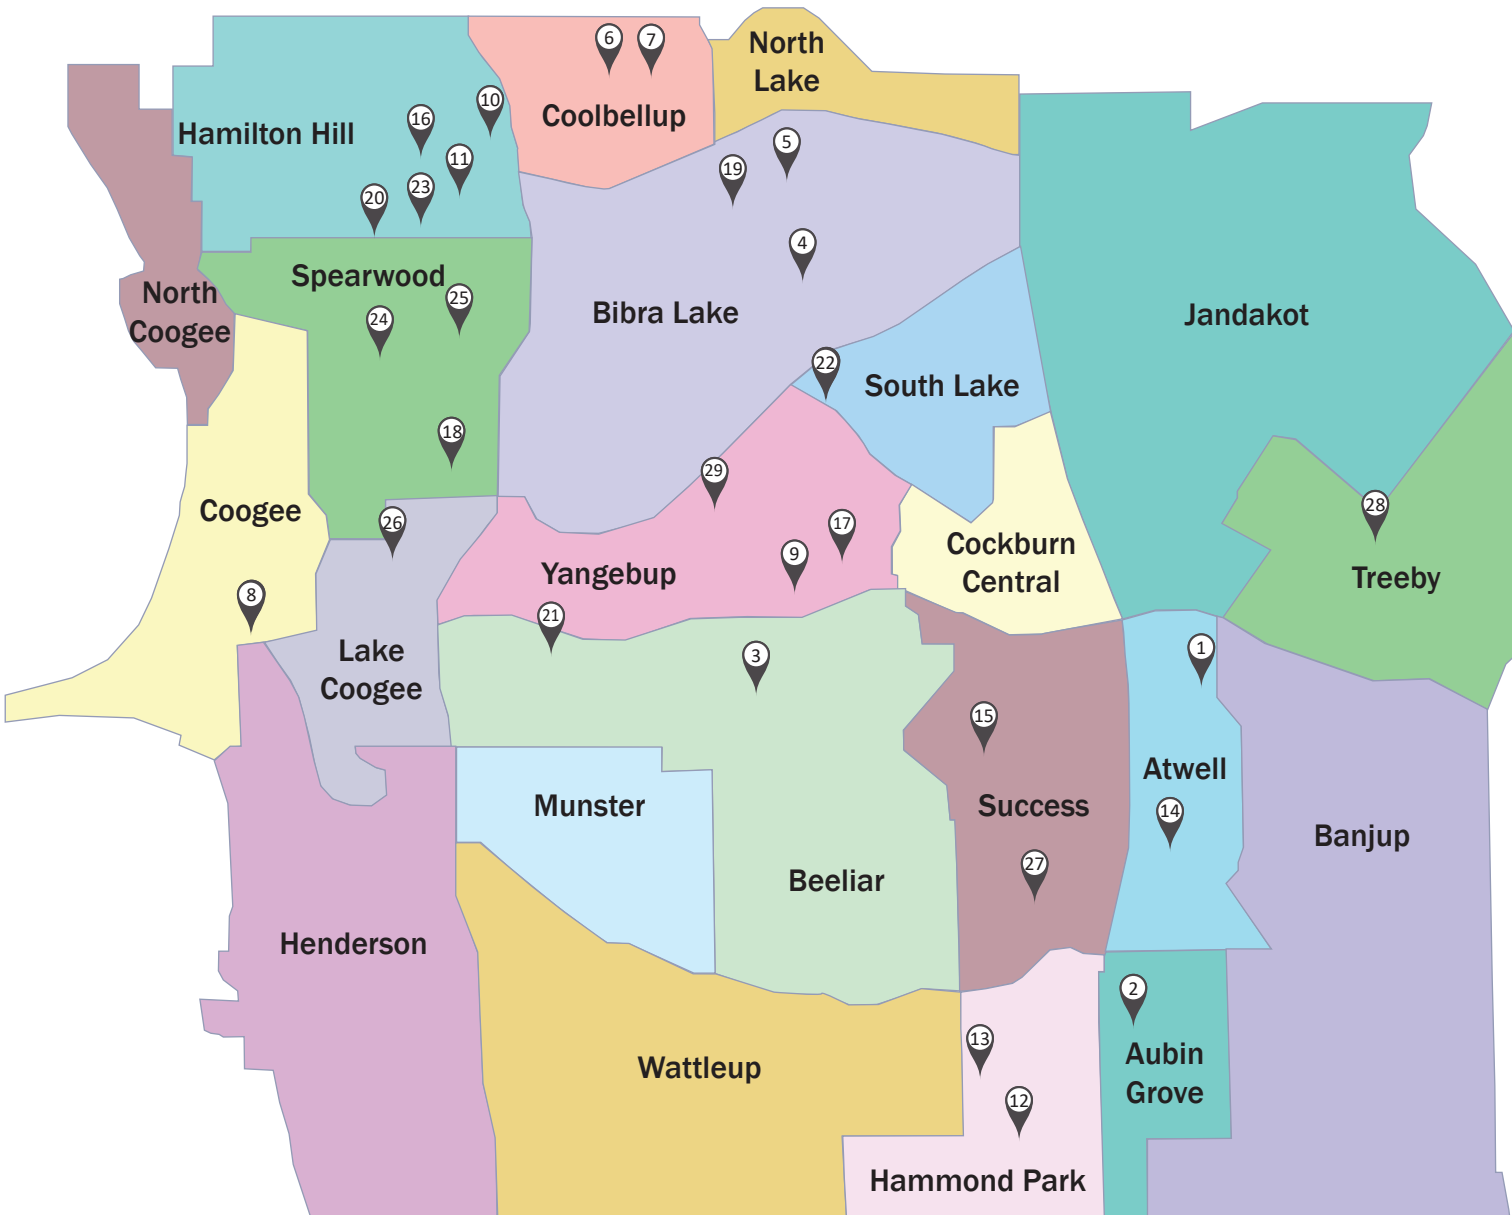 6
7
North
Lake
10
Coolbellup
16
Hamilton Hill
5
11
19
23
20
4
Spearwood
North
Coogee
25
24
Bibra Lake
Jandakot
22
South Lake
18
29
Coogee
28
26
17
Cockburn
Central
9
Yangebup
Treeby
8
21
Lake
Coogee
3
1
15
Atwell
Munster
Success
14
Banjup
27
Beeliar
Henderson
2
13
Aubin
Grove
Wattleup
12
Hammond Park